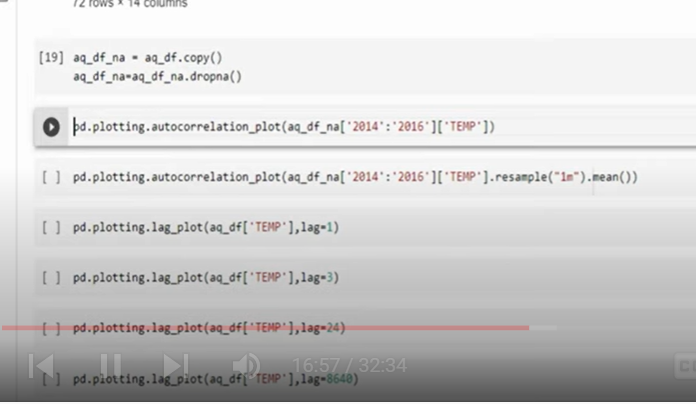 72 rows × 14 columns
[19] aq_df_na = aq_df.copy()
aq_df_na=aq_df_na.dropna()
pd.plotting.autocorrelation_plot(aq_df_na['2014':'2016']['TEMP'])
[ ] pd.plotting.autocorrelation_plot(aq_df_na['2014':'2016']['TEMP'].resample("1m").mean())
[ ] pd.plotting.lag_plot(aq_df['TEMP'],lag=1)
[ ] pd.plotting.lag_plot(aq_df['TEMP'],lag=3)
[ ] pd.plotting.lag_plot(aq_df['TEMP'],lag=24)
16:57 / 32:34
[ ] pd.plotting.lag_plot(aq_df['TEMP'],lag=8640)